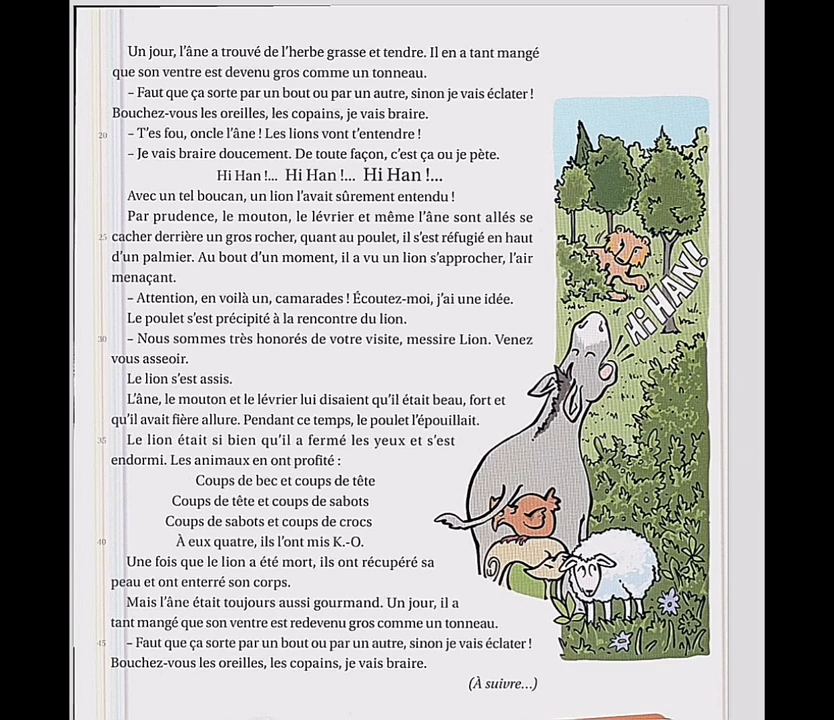 Un jour, l'âne a trouvé de l'herbe grasse et tendre. Il en a tant mangé
que son ventre est devenu gros comme un tonneau.
– Faut que ça sorte par un bout ou par un autre, sinon je vais éclater !
Bouchez-vous les oreilles, les copains, je vais braire.
20 – T'es fou, oncle l'âne ! Les lions vont t'entendre !
– Je vais braire doucement. De toute façon, c'est ça ou je pète.
Hi Han !... Hi Han !... Hi Han !...
Avec un tel boucan, un lion l'avait sûrement entendu !
Par prudence, le mouton, le lévrier et même l'âne sont allés se
25 cacher derrière un gros rocher, quant au poulet, il s'est réfugié en haut
d'un palmier. Au bout d'un moment, il a vu un lion s'approcher, l'air
menaçant.
– Attention, en voilà un, camarades ! Écoutez-moi, j'ai une idée.
Le poulet s'est précipité à la rencontre du lion.
30 – Nous sommes très honorés de votre visite, messire Lion. Venez
vous asseoir.
Le lion s'est assis.
L'âne, le mouton et le lévrier lui disaient qu'il était beau, fort et
qu'il avait fière allure. Pendant ce temps, le poulet l'épouillait.
35 Le lion était si bien qu'il a fermé les yeux et s'est
endormi. Les animaux en ont profité :
Coups de bec et coups de tête
Coups de tête et coups de sabots
Coups de sabots et coups de crocs
40 À eux quatre, ils l'ont mis K.-O.
Une fois que le lion a été mort, ils ont récupéré sa
peau et ont enterré son corps.
Mais l'âne était toujours aussi gourmand. Un jour, il a
tant mangé que son ventre est redevenu gros comme un tonneau.
45 – Faut que ça sorte par un bout ou par un autre, sinon je vais éclater !
Bouchez-vous les oreilles, les copains, je vais braire.
(À suivre...)
Hi HAN!